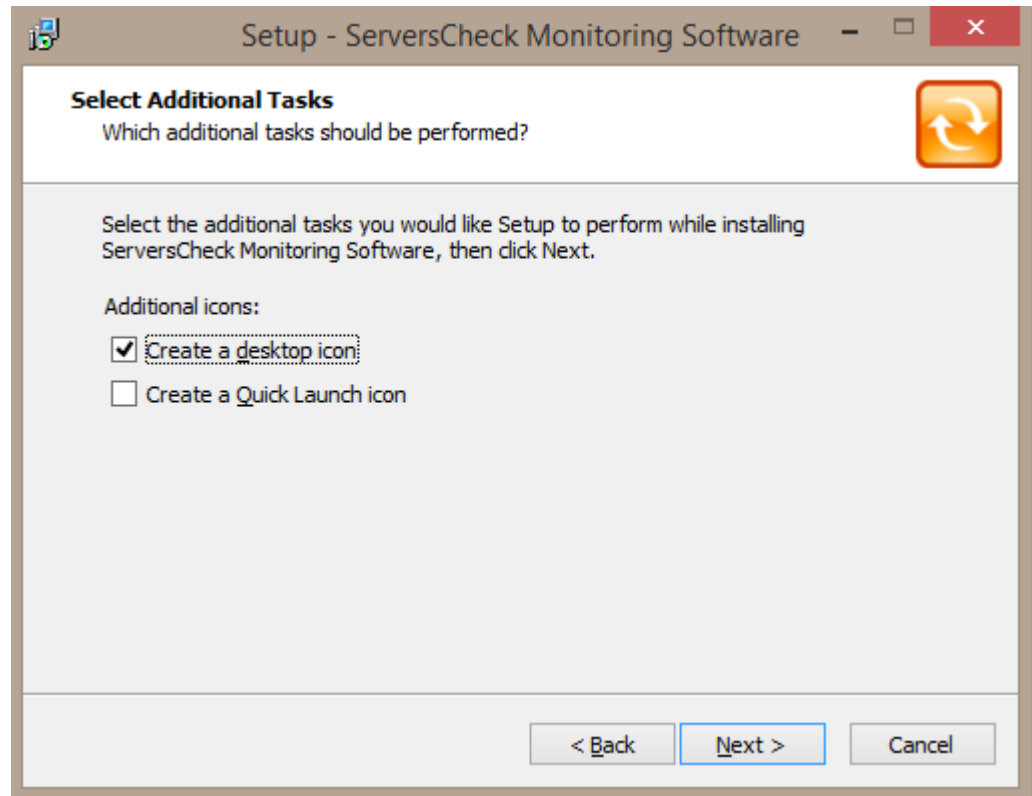 Setup - ServersCheck Monitoring Software
Select Additional Tasks
Which additional tasks should be performed?
Select the additional tasks you would like Setup to perform while installing
ServersCheck Monitoring Software, then click Next.
Additional icons:
Create a desktop icon
Create a Quick Launch icon
< Back Next > Cancel